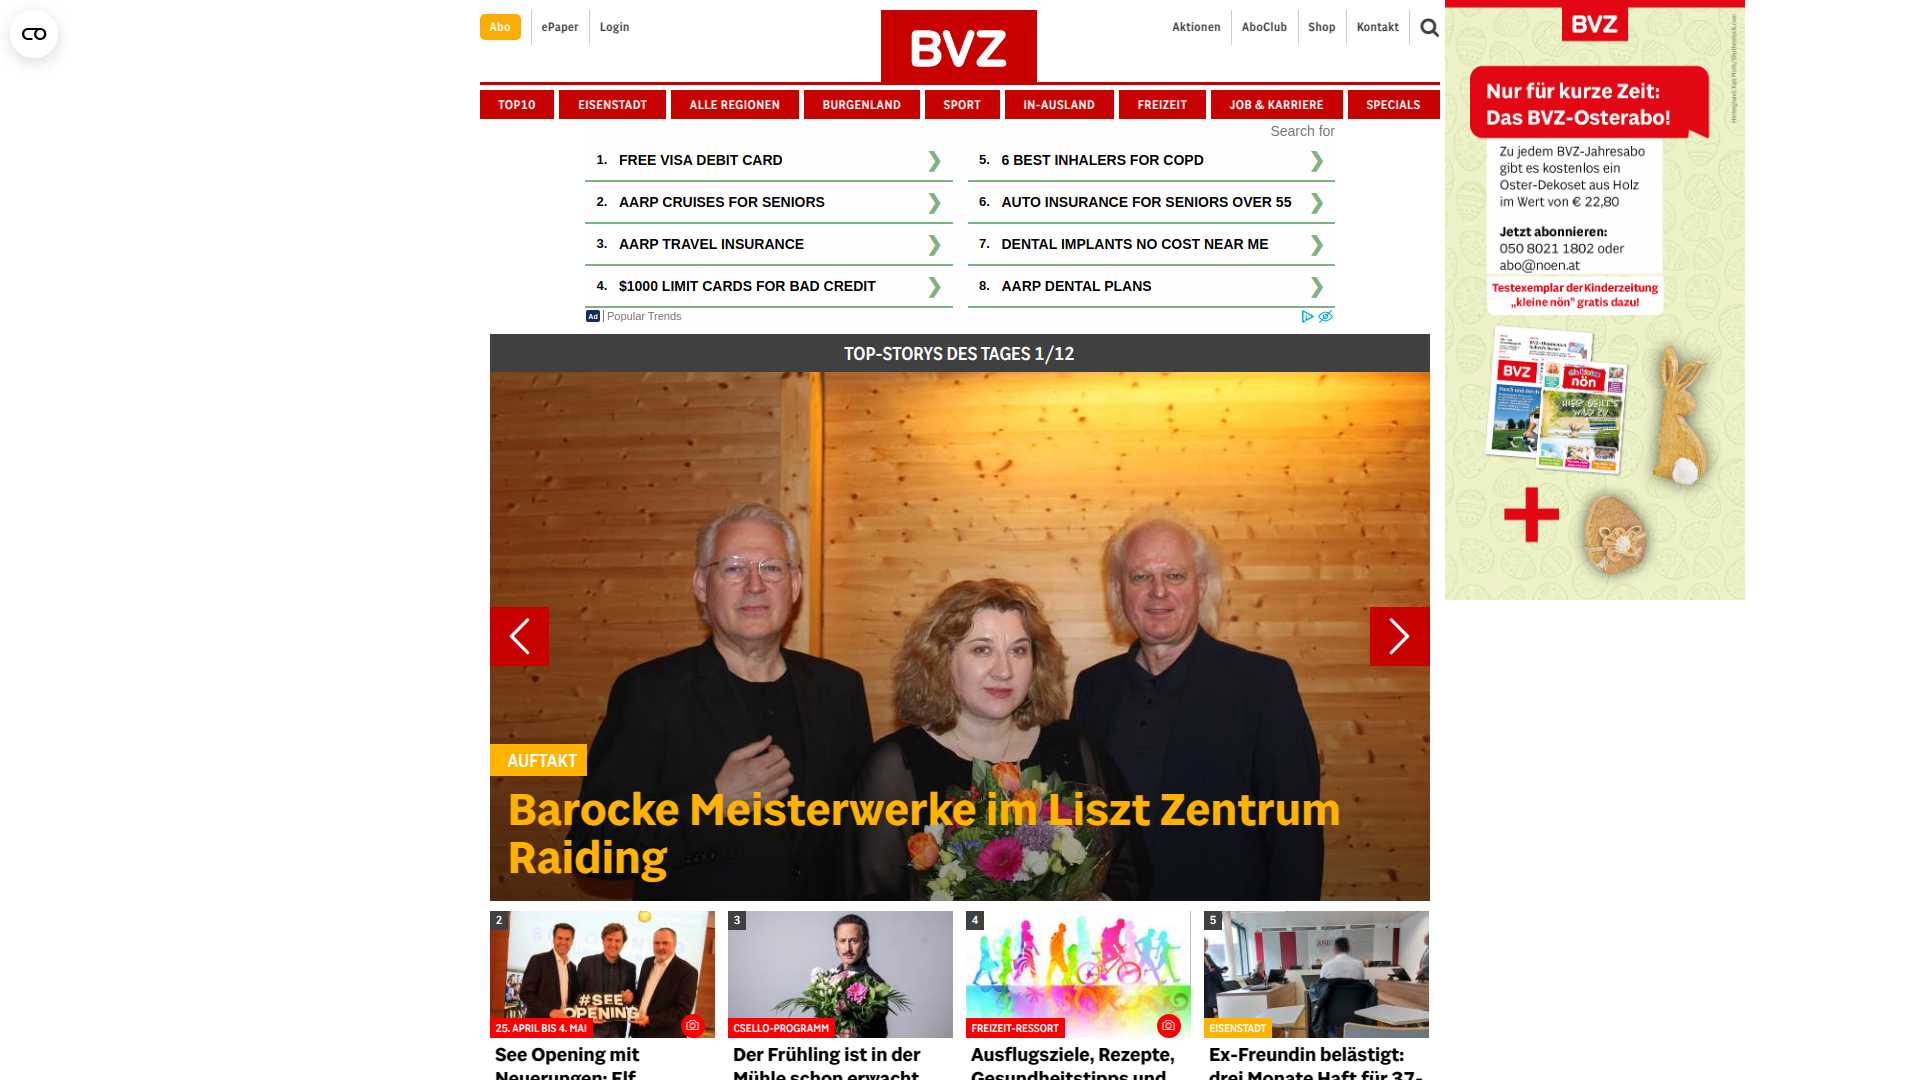 Abo
ePaper
Login
BVZ
Aktionen
AboClub
Shop
Kontakt
TOP10
EISENSTADT
ALLE REGIONEN
BURGENLAND
SPORT
IN-AUSLAND
FREIZEIT
JOB & KARRIERE
SPECIALS
Search for
1. FREE VISA DEBIT CARD
2. AARP CRUISES FOR SENIORS
3. AARP TRAVEL INSURANCE
4. $1000 LIMIT CARDS FOR BAD CREDIT
5. 6 BEST INHALERS FOR COPD
6. AUTO INSURANCE FOR SENIORS OVER 55
7. DENTAL IMPLANTS NO COST NEAR ME
8. AARP DENTAL PLANS
Ad | Popular Trends
BVZ
Nur für kurze Zeit:
Das BVZ-Osterabo!
Zu jedem BVZ-Jahresabo
gibt es kostenlos ein
Oster-Dekoset aus Holz
im Wert von € 22,80
Jetzt abonnieren:
050 8021 1802 oder
abo@noen.at
Testexemplar der Kinderzeitung
„kleine nön" gratis dazu!
BVZ
nön
TOP-STORYS DES TAGES 1/12
AUFTAKT
Barocke Meisterwerke im Liszt Zentrum
Raiding
2
#SEE
OPENING
25. APRIL BIS 4. MAI
See Opening mit
Neuerungen: Elf
3
CSELLO-PROGRAMM
Der Frühling ist in der
Mühle schon erwacht
4
FREIZEIT-RESSORT
Ausflugsziele, Rezepte,
Gesundheitstipps und
5
EISENSTADT
Ex-Freundin belästigt:
drei Monate Haft für 37-